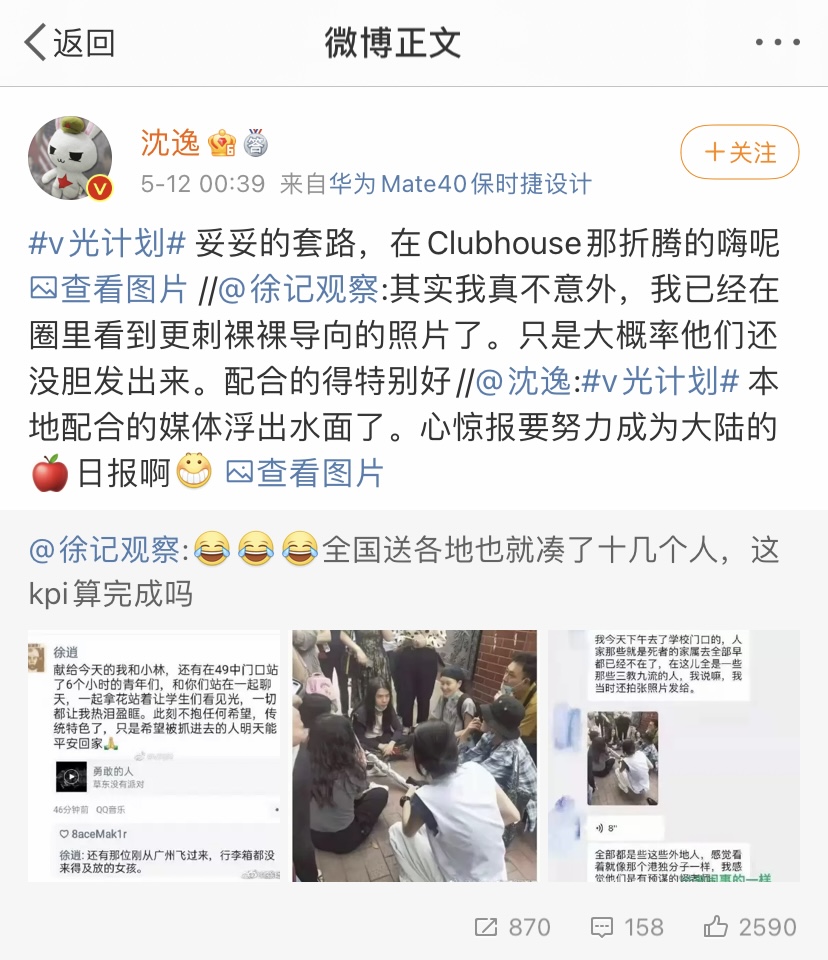 返回
微博正文
沈逸
+关注
5-12 00:39 来自华为Mate40保时捷设计
#v光计划# 妥妥的套路，在Clubhouse那折腾的嗨呢
查看图片 //@徐记观察:其实我真不意外，我已经在
圈里看到更刺裸裸导向的照片了。只是大概率他们还
没胆发出来。配合的得特别好//@沈逸:#v光计划# 本
地配合的媒体浮出水面了。心惊报要努力成为大陆的
🍎日报啊😁 查看图片
@徐记观察:😂😂😂全国送各地也就凑了十几个人，这
kpi算完成吗
徐逍
献给今天的我和小林，还有在49中门口站
了6个小时的青年们，和你们站在一起聊
天，一起拿花站着让学生们看见光，一切
都让我热泪盈眶。此刻不抱任何希望，传
统特色了，只是希望被抓进去的人明天能
平安回家🙏
勇敢的人
草东没有派对
46分钟前 QQ音乐
8aceMak1r
徐逍: 还有那位刚从广州飞过来，行李箱都没
来得及放的女孩。
我今天下午去了学校门口的，人
家那些就是死者的家属去全部早
都已经不在了，在这儿全是一些
那些三教九流的人，我说嘛，我
当时还拍张照片发给。
8"
全部都是些这些外地人，感觉看
着就像那个港独分子一样，我感
觉他们是有预谋的
870
158
2590